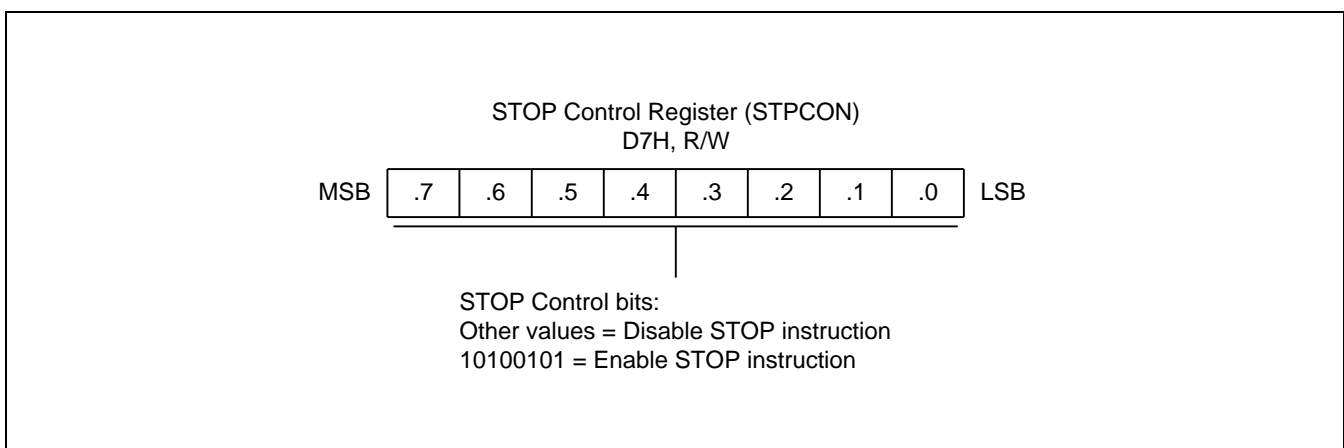 STOP Control Register (STPCON)
D7H, R/W
MSB .7 .6 .5 .4 .3 .2 .1 .0 LSB
STOP Control bits:
Other values = Disable STOP instruction
10100101 = Enable STOP instruction